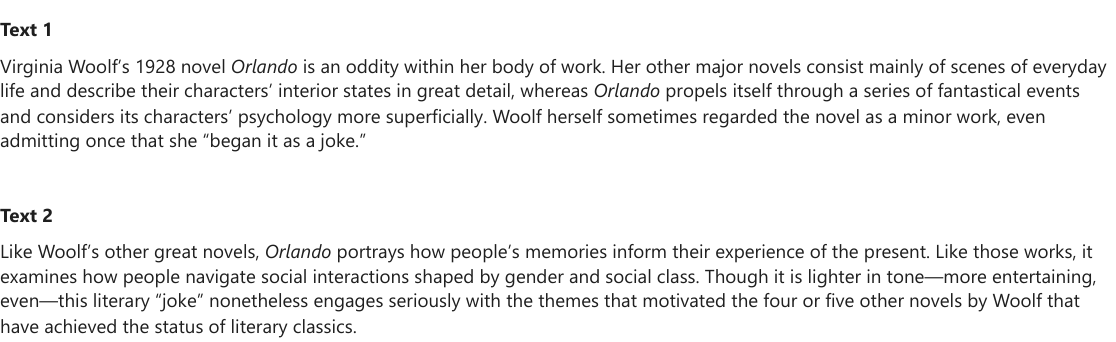 Text 1
Virginia Woolf’s 1928 novel Orlando is an oddity within her body of work. Her other major novels consist mainly of scenes of everyday
life and describe their characters’ interior states in great detail, whereas Orlando propels itself through a series of fantastical events
and considers its characters’ psychology more superficially. Woolf herself sometimes regarded the novel as a minor work, even
admitting once that she “began it as a joke.”
Text 2
Like Woolf’s other great novels, Orlando portrays how people’s memories inform their experience of the present. Like those works, it
examines how people navigate social interactions shaped by gender and social class. Though it is lighter in tone—more entertaining,
even—this literary “joke” nonetheless engages seriously with the themes that motivated the four or five other novels by Woolf that
have achieved the status of literary classics.